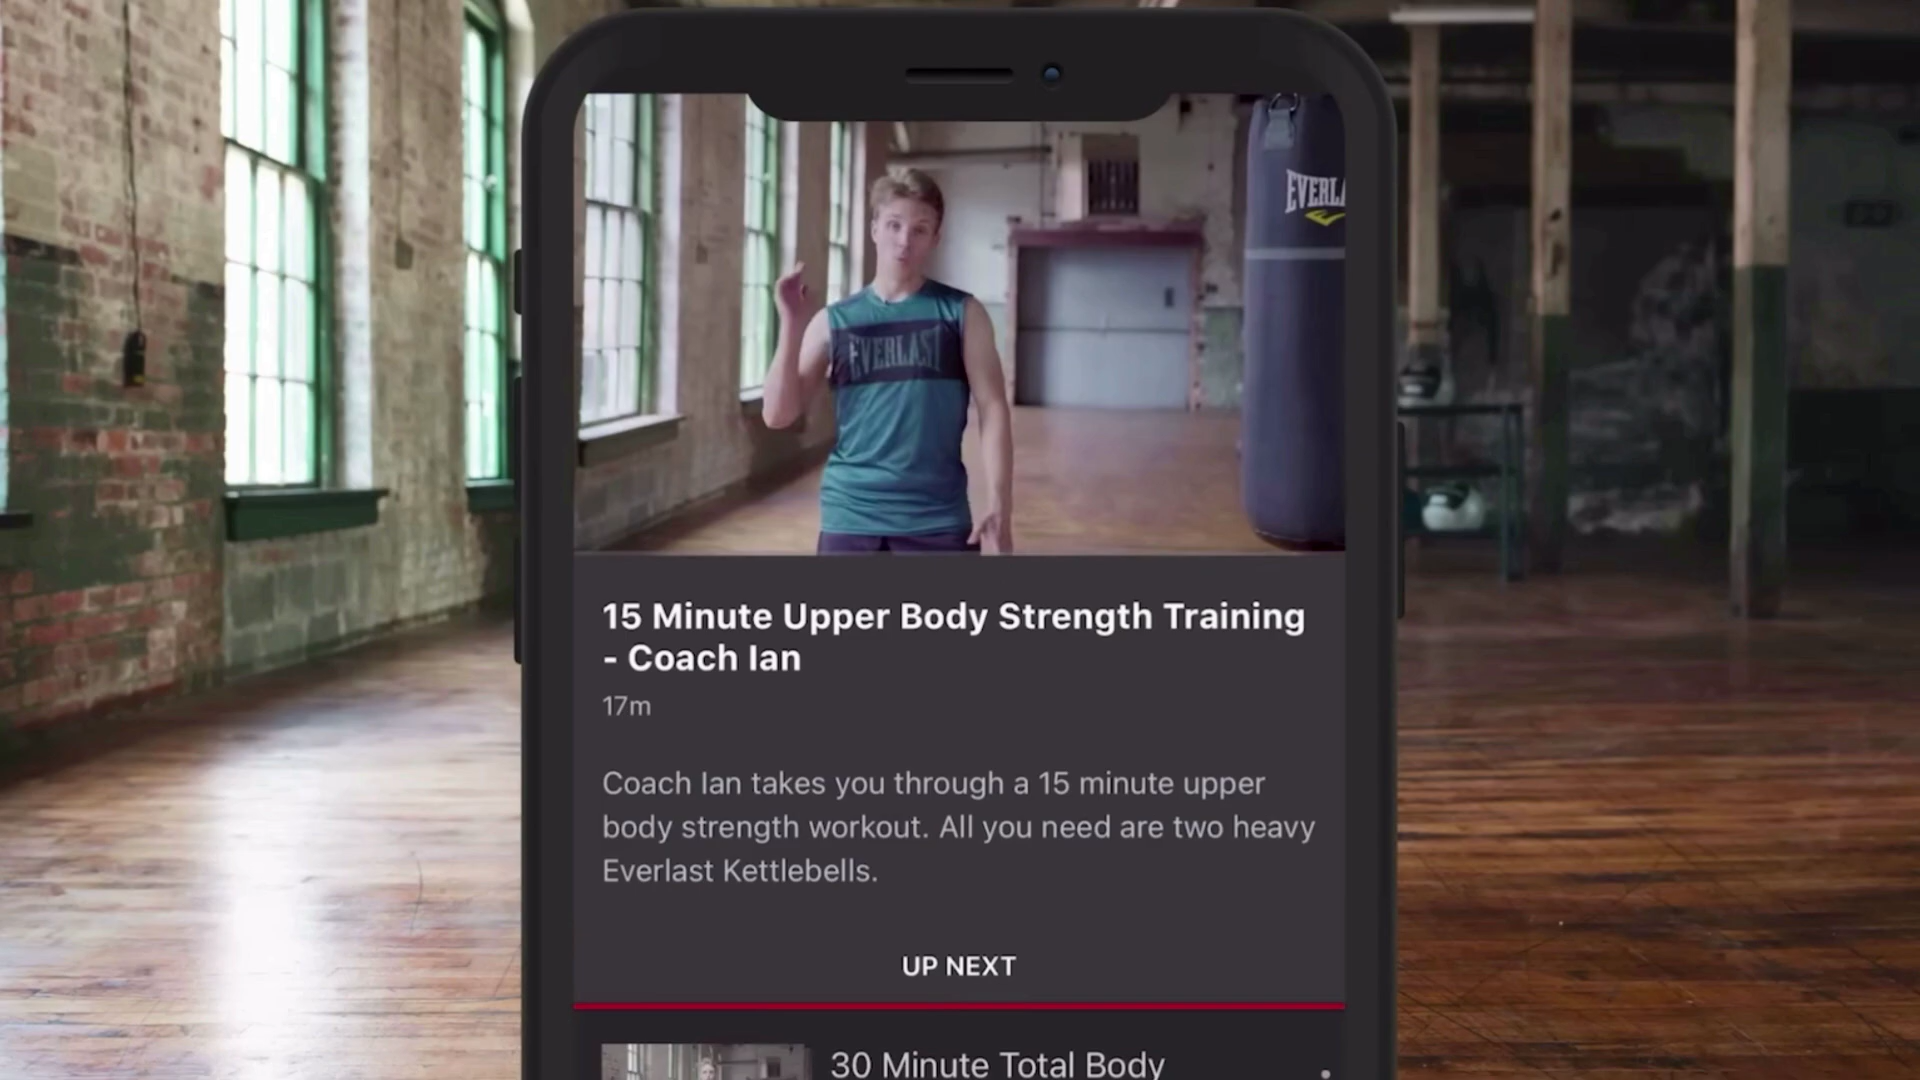 EVERLA
EVERLAST
15 Minute Upper Body Strength Training
- Coach Ian
17m
Coach Ian takes you through a 15 minute upper
body strength workout. All you need are two heavy
Everlast Kettlebells.
UP NEXT
30 Minute Total Body